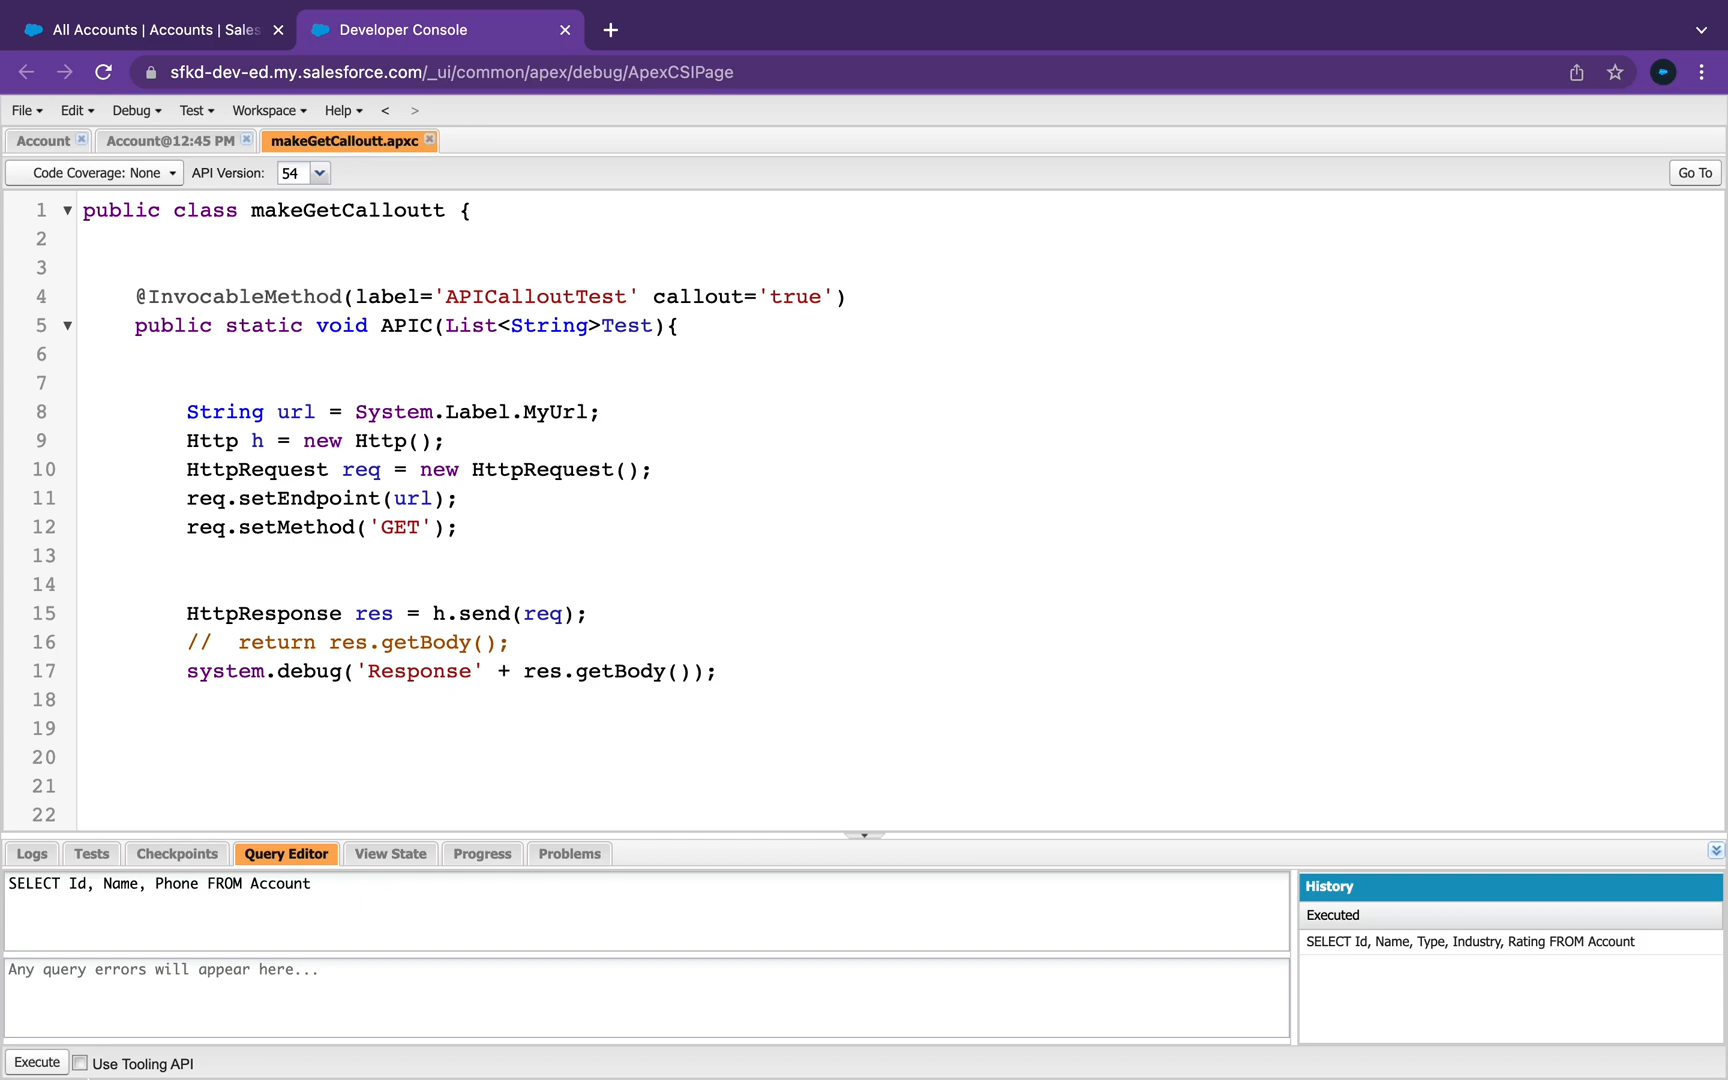 All Accounts | Accounts | Sales
Developer Console
sfkd-dev-ed.my.salesforce.com/_ui/common/apex/debug/ApexCSIPage
File Edit Debug Test Workspace Help < >
Account Account@12:45 PM makeGetCalloutt.apxc
Code Coverage: None API Version: 54 Go To
1 public class makeGetCalloutt {
2
3
4 @InvocableMethod(label='APICalloutTest' callout='true')
5 public static void APIC(List<String>Test){
6
7
8 String url = System.Label.MyUrl;
9 Http h = new Http();
10 HttpRequest req = new HttpRequest();
11 req.setEndpoint(url);
12 req.setMethod('GET');
13
14
15 HttpResponse res = h.send(req);
16 //  return res.getBody();
17 system.debug('Response' + res.getBody());
18
19
20
21
22
Logs Tests Checkpoints Query Editor View State Progress Problems
SELECT Id, Name, Phone FROM Account
Any query errors will appear here...
History
Executed
SELECT Id, Name, Type, Industry, Rating FROM Account
Execute Use Tooling API